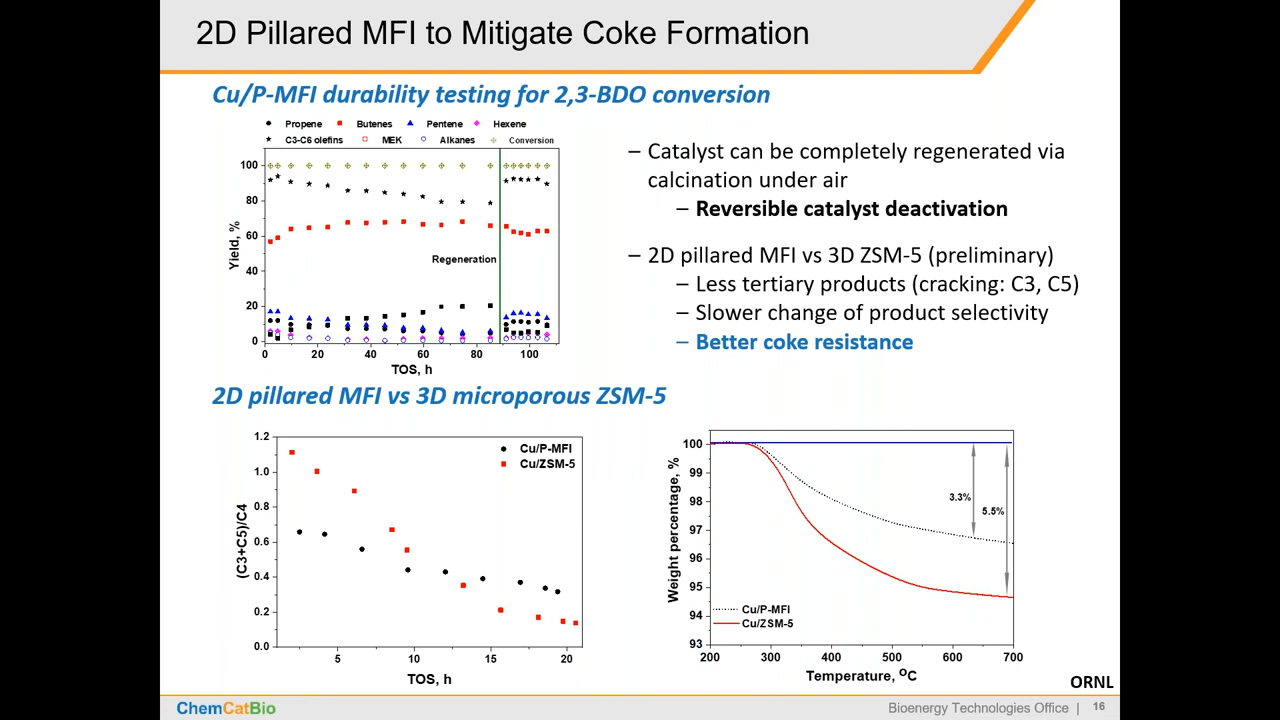 2D Pillared MFI to Mitigate Coke Formation
Cu/P-MFI durability testing for 2,3-BDO conversion
Propene Butenes Pentene Hexene
C3-C6 olefins MEK Alkanes Conversion
100
80
60
40
20
0
Yield, %
Regeneration
0 20 40 60 80 100
TOS, h
– Catalyst can be completely regenerated via
calcination under air
– Reversible catalyst deactivation
– 2D pillared MFI vs 3D ZSM-5 (preliminary)
– Less tertiary products (cracking: C3, C5)
– Slower change of product selectivity
– Better coke resistance
2D pillared MFI vs 3D microporous ZSM-5
1.2
1.0
0.8
0.6
0.4
0.2
0.0
(C3+C5)/C4
Cu/P-MFI
Cu/ZSM-5
5 10 15 20
TOS, h
100
99
98
97
96
95
94
93
Weight percentage, %
3.3%
5.5%
Cu/P-MFI
Cu/ZSM-5
200 300 400 500 600 700
Temperature, ºC
ORNL
ChemCatBio
Bioenergy Technologies Office | 16